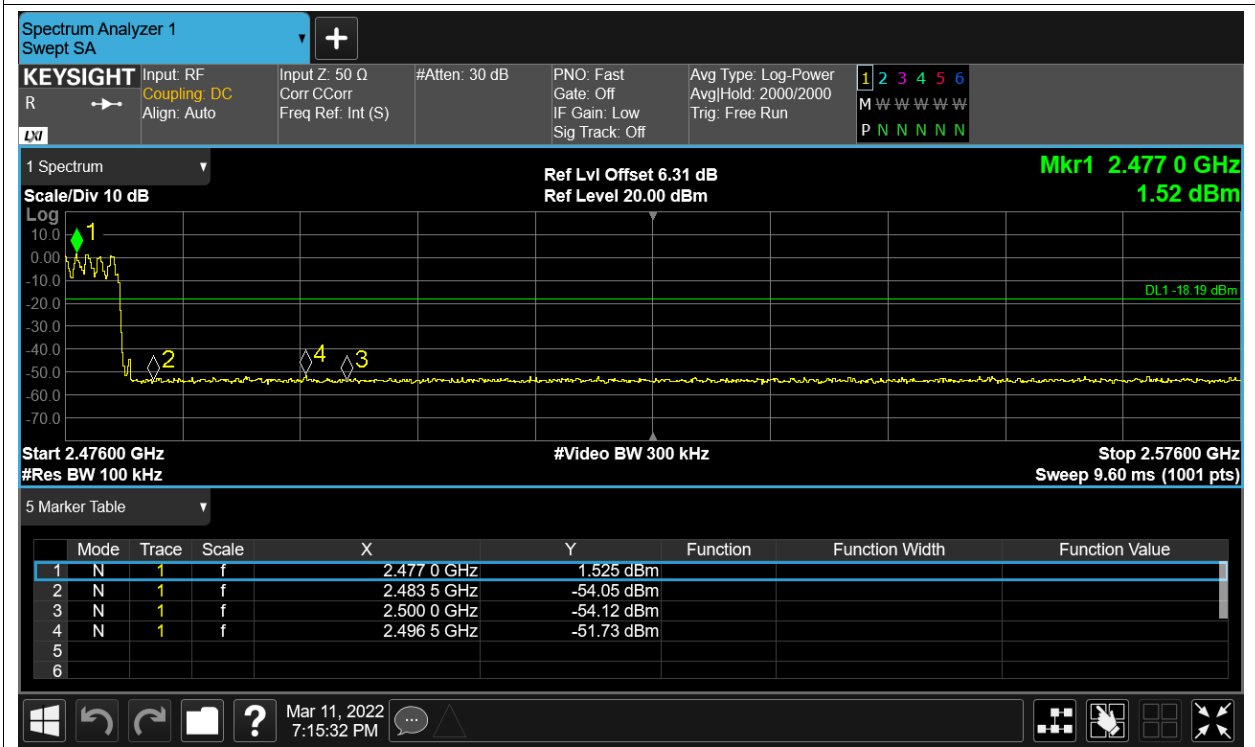 Spectrum Analyzer 1
Swept SA
KEYSIGHT Input: RF Input Z: 50 Ω #Atten: 30 dB PNO: Fast Avg Type: Log-Power 1 2 3 4 5 6
R Coupling: DC Corr CCorr Gate: Off Avg|Hold: 2000/2000 M W W W W W
Align: Auto Freq Ref: Int (S) IF Gain: Low Trig: Free Run
LXI Sig Track: Off P N N N N N
1 Spectrum Ref Lvl Offset 6.31 dB Mkr1 2.477 0 GHz
Scale/Div 10 dB Ref Level 20.00 dBm 1.52 dBm
Log
10.0 1
0.00
-10.0
DL1 -18.19 dBm
-20.0
-30.0
-40.0
2 4 3
-50.0
-60.0
-70.0
Start 2.47600 GHz #Video BW 300 kHz Stop 2.57600 GHz
#Res BW 100 kHz Sweep 9.60 ms (1001 pts)
5 Marker Table
Mode Trace Scale X Y Function Function Width Function Value
1 N 1 f 2.477 0 GHz 1.525 dBm
2 N 1 f 2.483 5 GHz -54.05 dBm
3 N 1 f 2.500 0 GHz -54.12 dBm
4 N 1 f 2.496 5 GHz -51.73 dBm
5
6
? Mar 11, 2022
7:15:32 PM